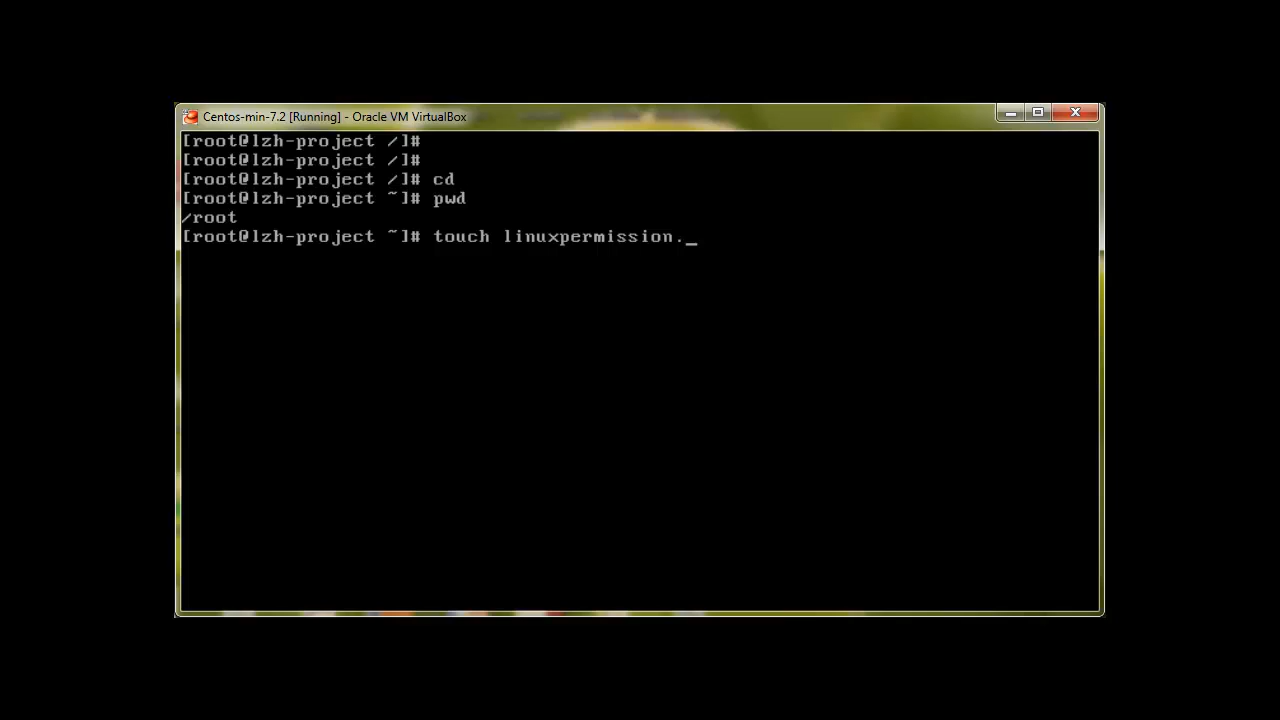 Centos-min-7.2 [Running] - Oracle VM VirtualBox
[root@lzh-project /]#
[root@lzh-project /]#
[root@lzh-project /]# cd
[root@lzh-project ~]# pwd
/root
[root@lzh-project ~]# touch linuxpermission._